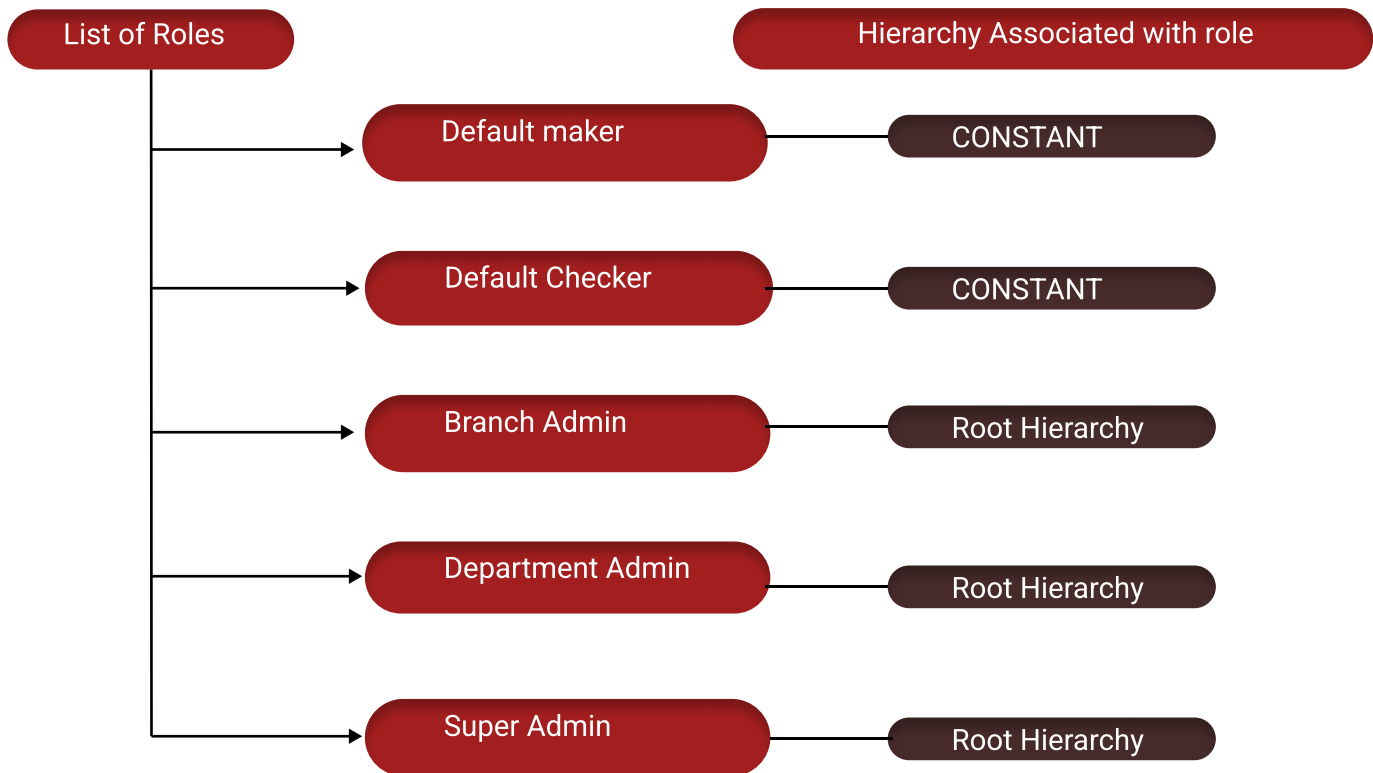 List of Roles
Hierarchy Associated with role
Default maker
CONSTANT
Default Checker
CONSTANT
Branch Admin
Root Hierarchy
Department Admin
Root Hierarchy
Super Admin
Root Hierarchy